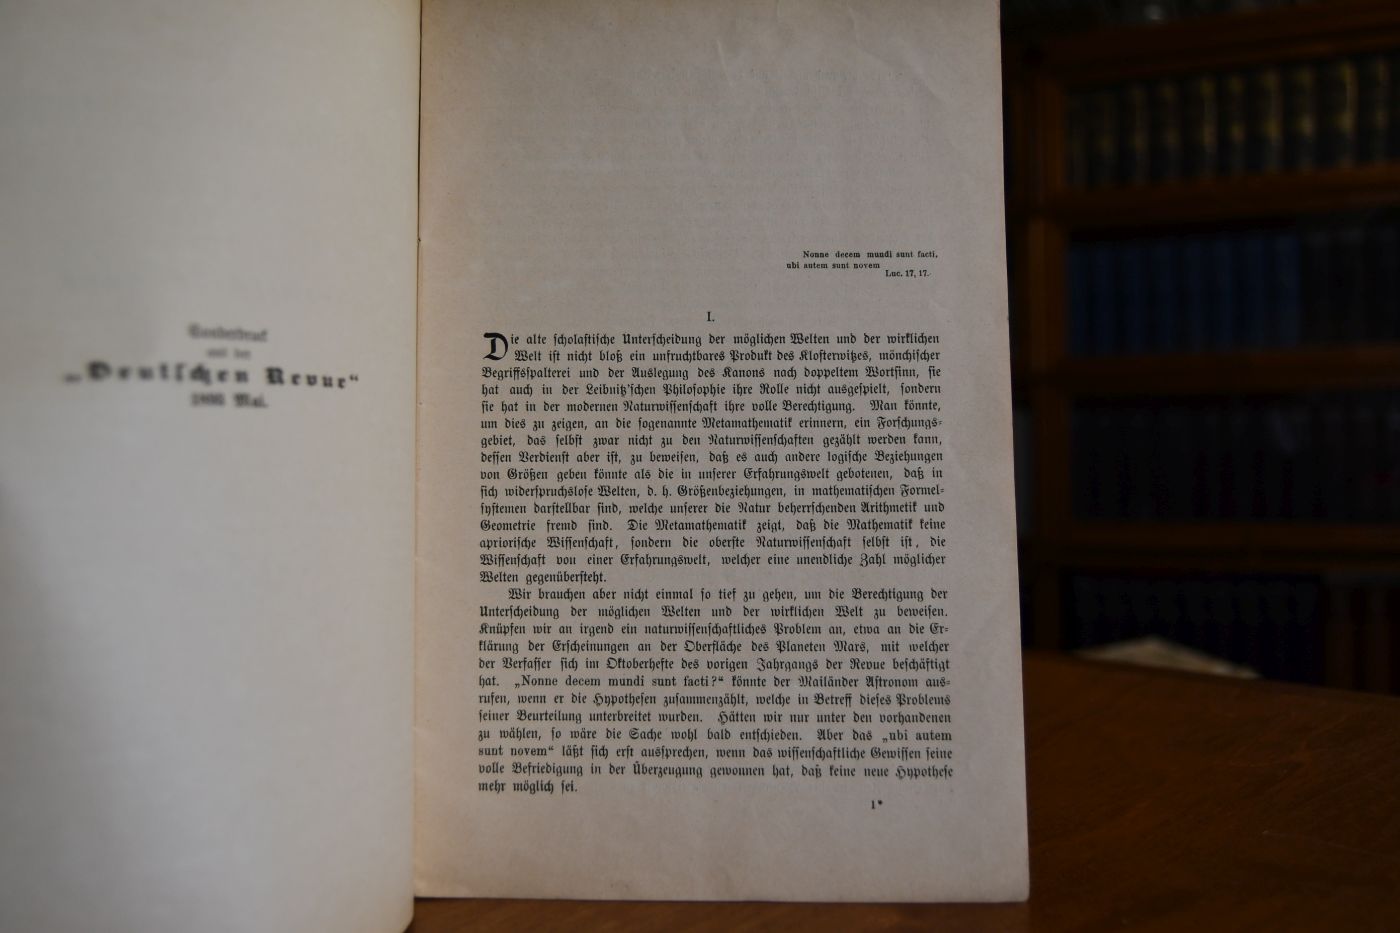 Sonderdruck
aus der
„Deutschen Revue“
Mai.
Nonne decem mundi sunt facti,
ubi autem sunt novem
Luc. 17, 17.
I.
Die alte ſcholaſtiſche Unterſcheidung der möglichen Welten und der wirklichen
Welt iſt nicht bloß ein unfruchtbares Produkt des Kloſterwitzes, mönchiſcher
Begriffsſpalterei und der Auslegung des Kanons nach doppeltem Wortſinn, ſie
hat auch in der Leibnitz’ſchen Philoſophie ihre Rolle nicht ausgeſpielt, ſondern
ſie hat in der modernen Naturwiſſenſchaft ihre volle Berechtigung. Man könnte,
um dies zu zeigen, an die ſogenannte Metamathematik erinnern, ein Forſchungs-
gebiet, das ſelbſt zwar nicht zu den Naturwiſſenſchaften gezählt werden kann,
deſſen Verdienſt aber iſt, zu beweiſen, daß es auch andere logiſche Beziehungen
von Größen geben könnte als die in unſerer Erfahrungswelt gebotenen, daß in
ſich widerſpruchsloſe Welten, d. h. Größenbeziehungen, in mathematiſchen Formel-
ſyſtemen darſtellbar ſind, welche unſerer die Natur beherrſchenden Arithmetik und
Geometrie fremd ſind. Die Metamathematik zeigt, daß die Mathematik keine
aprioriſche Wiſſenſchaft, ſondern die oberſte Naturwiſſenſchaft ſelbſt iſt, die
Wiſſenſchaft von einer Erfahrungswelt, welcher eine unendliche Zahl möglicher
Welten gegenüberſteht.
Wir brauchen aber nicht einmal ſo tief zu gehen, um die Berechtigung der
Unterſcheidung der möglichen Welten und der wirklichen Welt zu beweiſen.
Knüpfen wir an irgend ein naturwiſſenſchaftliches Problem an, etwa an die Er-
klärung der Erſcheinungen an der Oberfläche des Planeten Mars, mit welcher
der Verfaſſer ſich im Oktoberhefte des vorigen Jahrgangs der Revue beſchäftigt
hat. „Nonne decem mundi sunt facti?“ könnte der Mailänder Aſtronom aus-
rufen, wenn er die Hypotheſen zuſammenzählt, welche in Betreff dieſes Problems
ſeiner Beurteilung unterbreitet wurden. Hätten wir nur unter den vorhandenen
zu wählen, ſo wäre die Sache wohl bald entſchieden. Aber das „ubi autem
sunt novem“ läßt ſich erſt ausſprechen, wenn das wiſſenſchaftliche Gewiſſen ſeine
volle Befriedigung in der Überzeugung gewonnen hat, daß keine neue Hypotheſe
mehr möglich ſei.
1*